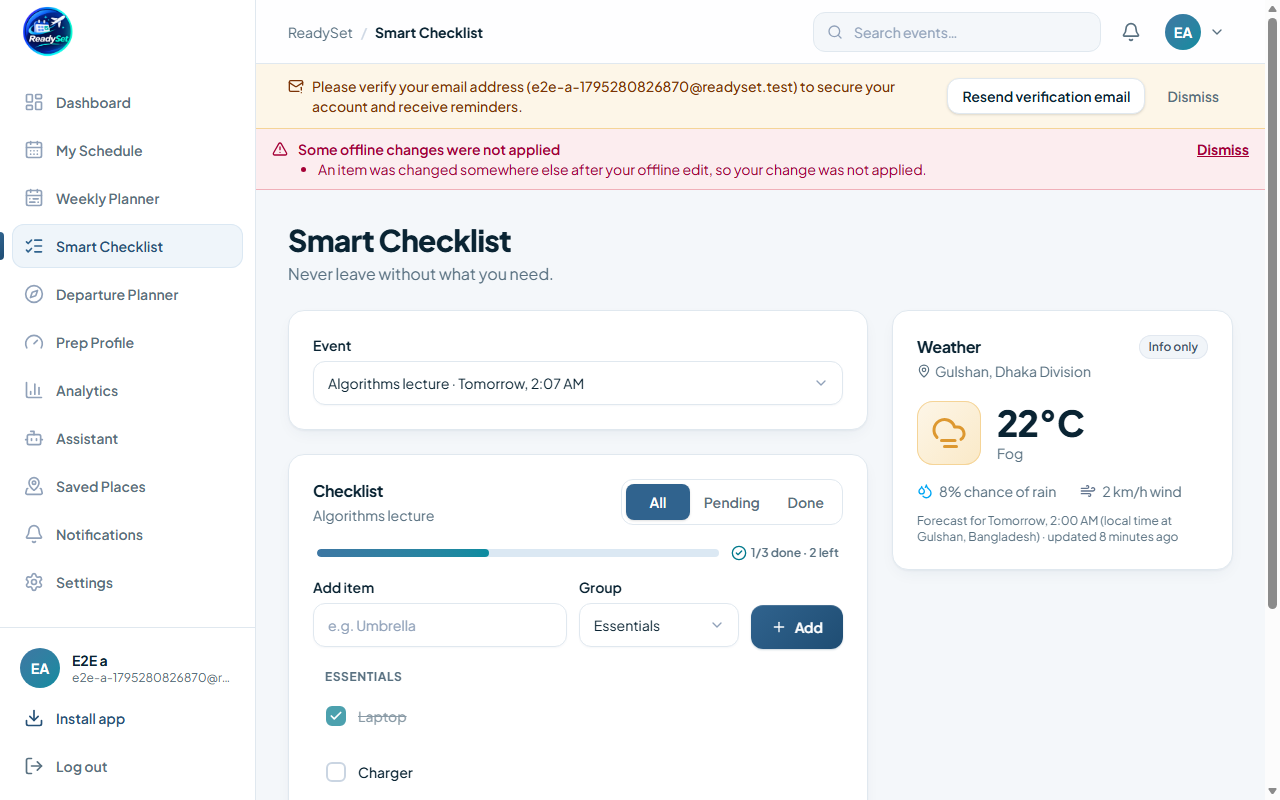 ReadySet
Dashboard
My Schedule
Weekly Planner
Smart Checklist
Departure Planner
Prep Profile
Analytics
Assistant
Saved Places
Notifications
Settings
EA
E2E a
e2e-a-1795280826870@r...
Install app
Log out
ReadySet / Smart Checklist
Search events...
EA
Please verify your email address (e2e-a-1795280826870@readyset.test) to secure your
account and receive reminders.
Resend verification email
Dismiss
Some offline changes were not applied
Dismiss
• An item was changed somewhere else after your offline edit, so your change was not applied.
Smart Checklist
Never leave without what you need.
Event
Algorithms lecture · Tomorrow, 2:07 AM
Checklist
Algorithms lecture
All
Pending
Done
1/3 done · 2 left
Add item
Group
e.g. Umbrella
Essentials
+ Add
ESSENTIALS
Laptop
Charger
Weather
Info only
Gulshan, Dhaka Division
22°C
Fog
8% chance of rain
2 km/h wind
Forecast for Tomorrow, 2:00 AM (local time at
Gulshan, Bangladesh) · updated 8 minutes ago